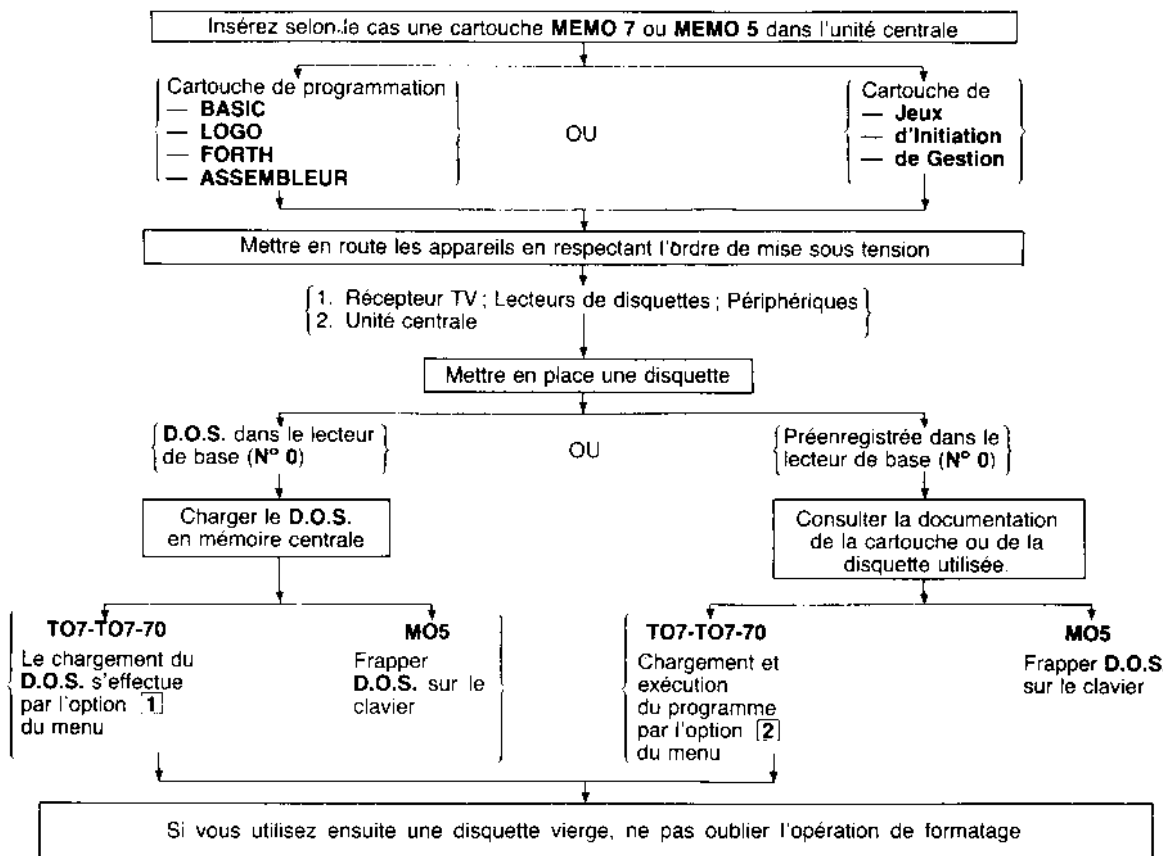 Insérez selon le cas une cartouche MEMO 7 ou MEMO 5 dans l'unité centrale
Cartouche de programmation
— BASIC
— LOGO
— FORTH
— ASSEMBLEUR
OU
Cartouche de
— Jeux
— d'Initiation
— de Gestion
Mettre en route les appareils en respectant l'ordre de mise sous tension
1. Récepteur TV ; Lecteurs de disquettes ; Périphériques
2. Unité centrale
Mettre en place une disquette
D.O.S. dans le lecteur
de base (N° 0)
OU
Préenregistrée dans le
lecteur de base (N° 0)
Charger le D.O.S.
en mémoire centrale
Consulter la documentation
de la cartouche ou de la
disquette utilisée.
TO7-TO7-70
Le chargement du
D.O.S. s'effectue
par l'option 1
du menu
MO5
Frapper
D.O.S. sur le
clavier
TO7-TO7-70
Chargement et
exécution
du programme
par l'option 2
du menu
MO5
Frapper D.O.S
sur le clavier
Si vous utilisez ensuite une disquette vierge, ne pas oublier l'opération de formatage